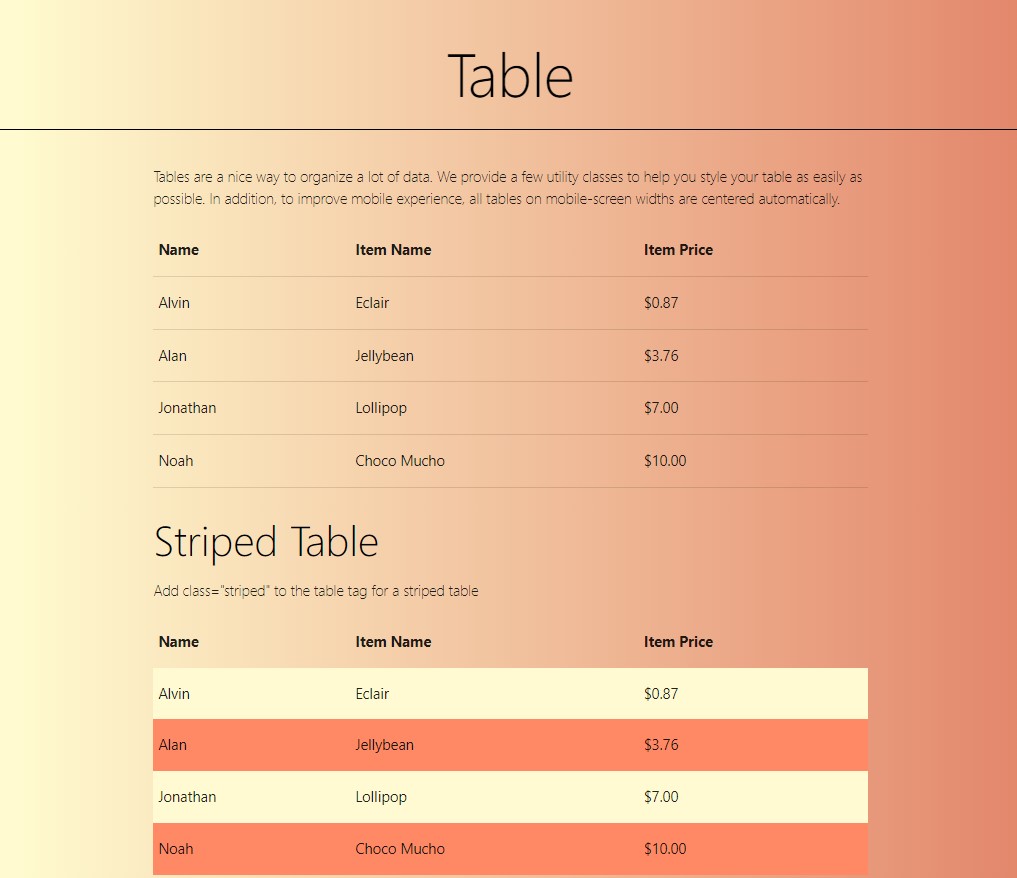 Table
Tables are a nice way to organize a lot of data. We provide a few utility classes to help you style your table as easily as
possible. In addition, to improve mobile experience, all tables on mobile-screen widths are centered automatically.
Name Item Name Item Price
Alvin Eclair $0.87
Alan Jellybean $3.76
Jonathan Lollipop $7.00
Noah Choco Mucho $10.00
Striped Table
Add class="striped" to the table tag for a striped table
Name Item Name Item Price
Alvin Eclair $0.87
Alan Jellybean $3.76
Jonathan Lollipop $7.00
Noah Choco Mucho $10.00